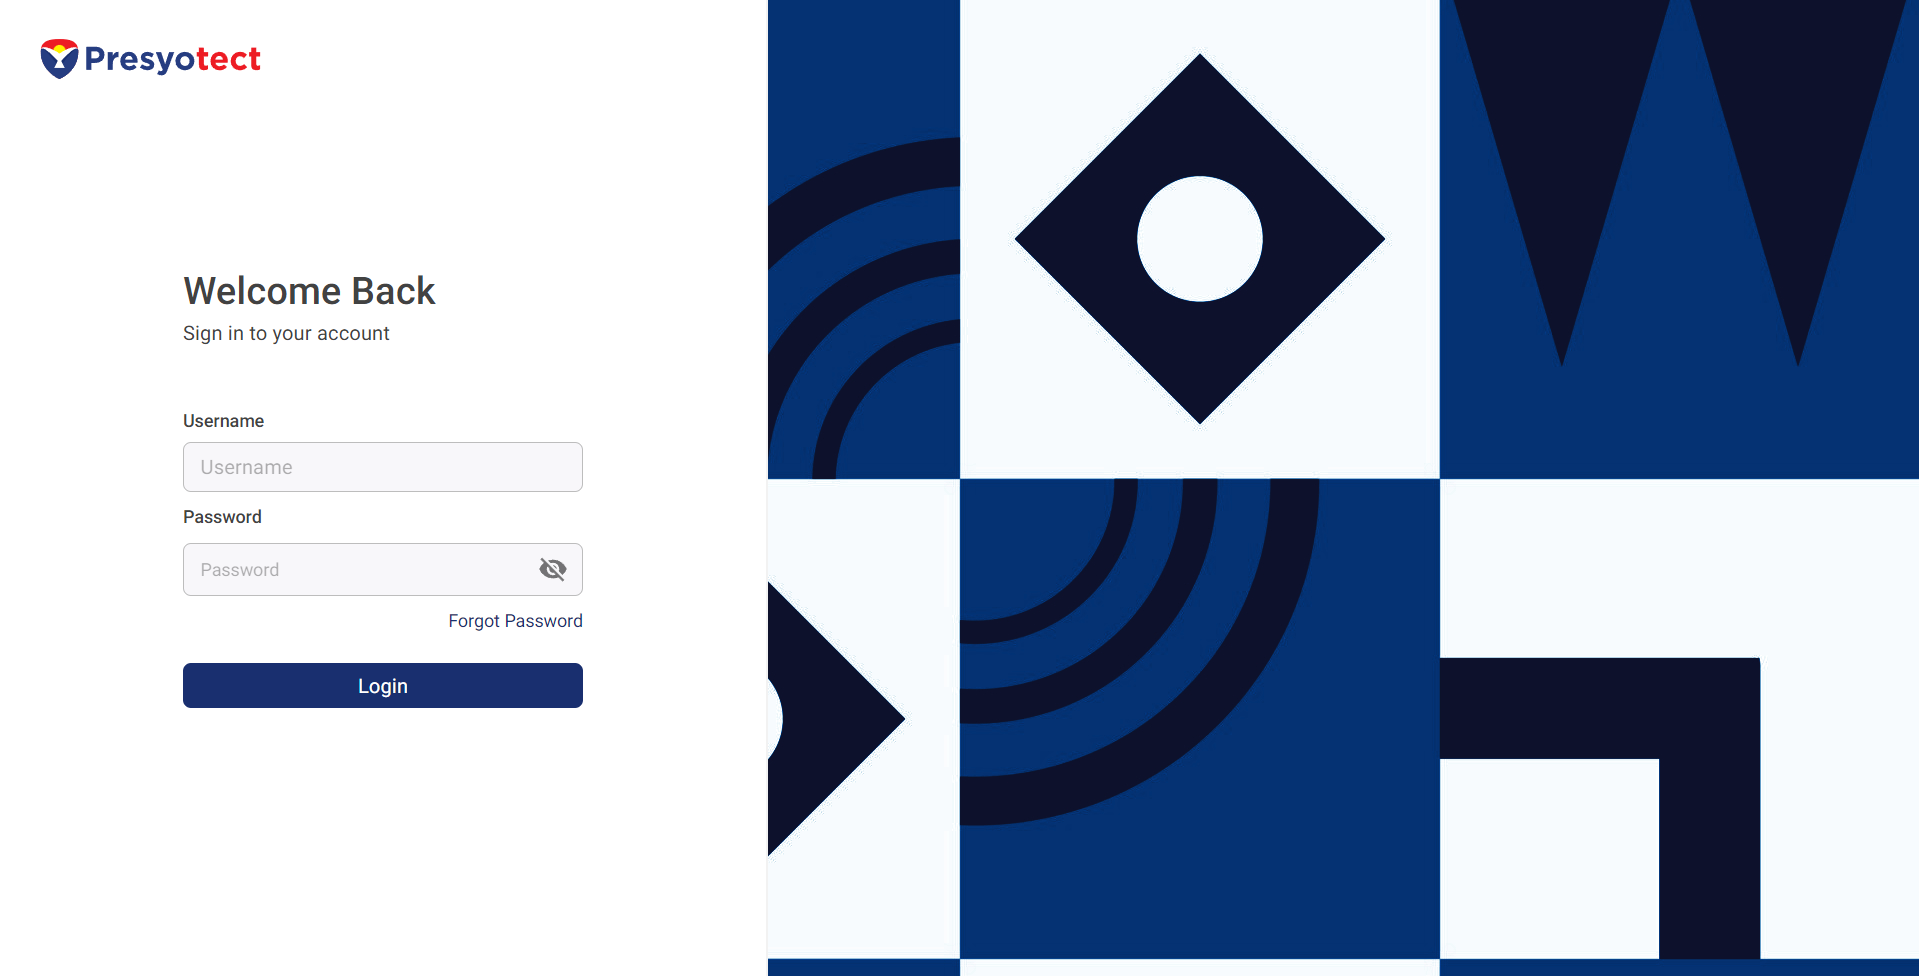 Presyotect
Welcome Back
Sign in to your account
Username
Username
Password
Password
Forgot Password
Login